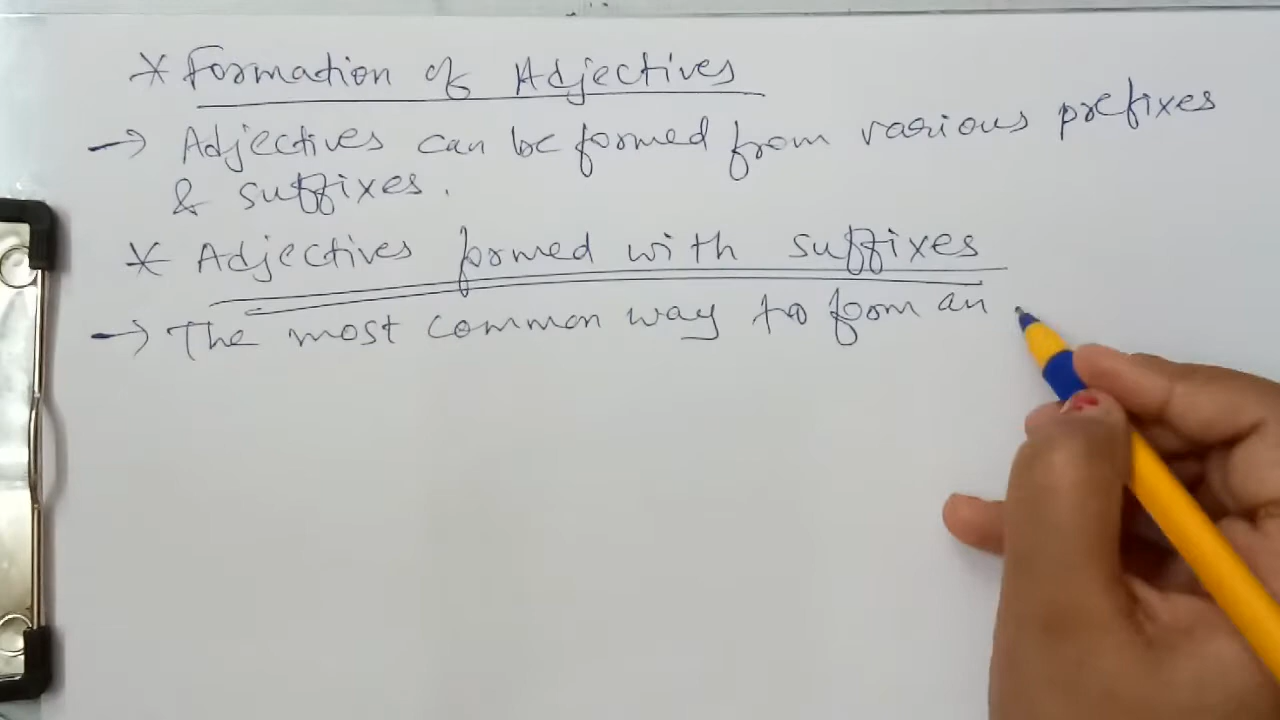 * Formation of Adjectives
→ Adjectives can be formed from various prefixes
& suffixes.
* Adjectives formed with suffixes
→ The most common way to form an